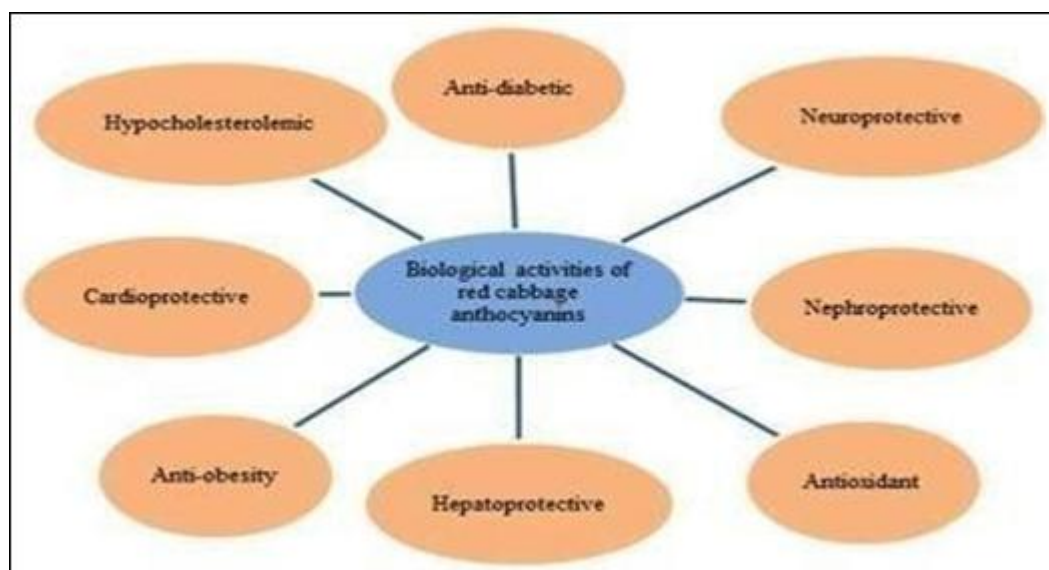 Anti-diabetic
Hypocholesterolemic
Neuroprotective
Biological activities of
red cabbage
anthocyanins
Cardioprotective
Nephroprotective
Anti-obesity
Hepatoprotective
Antioxidant